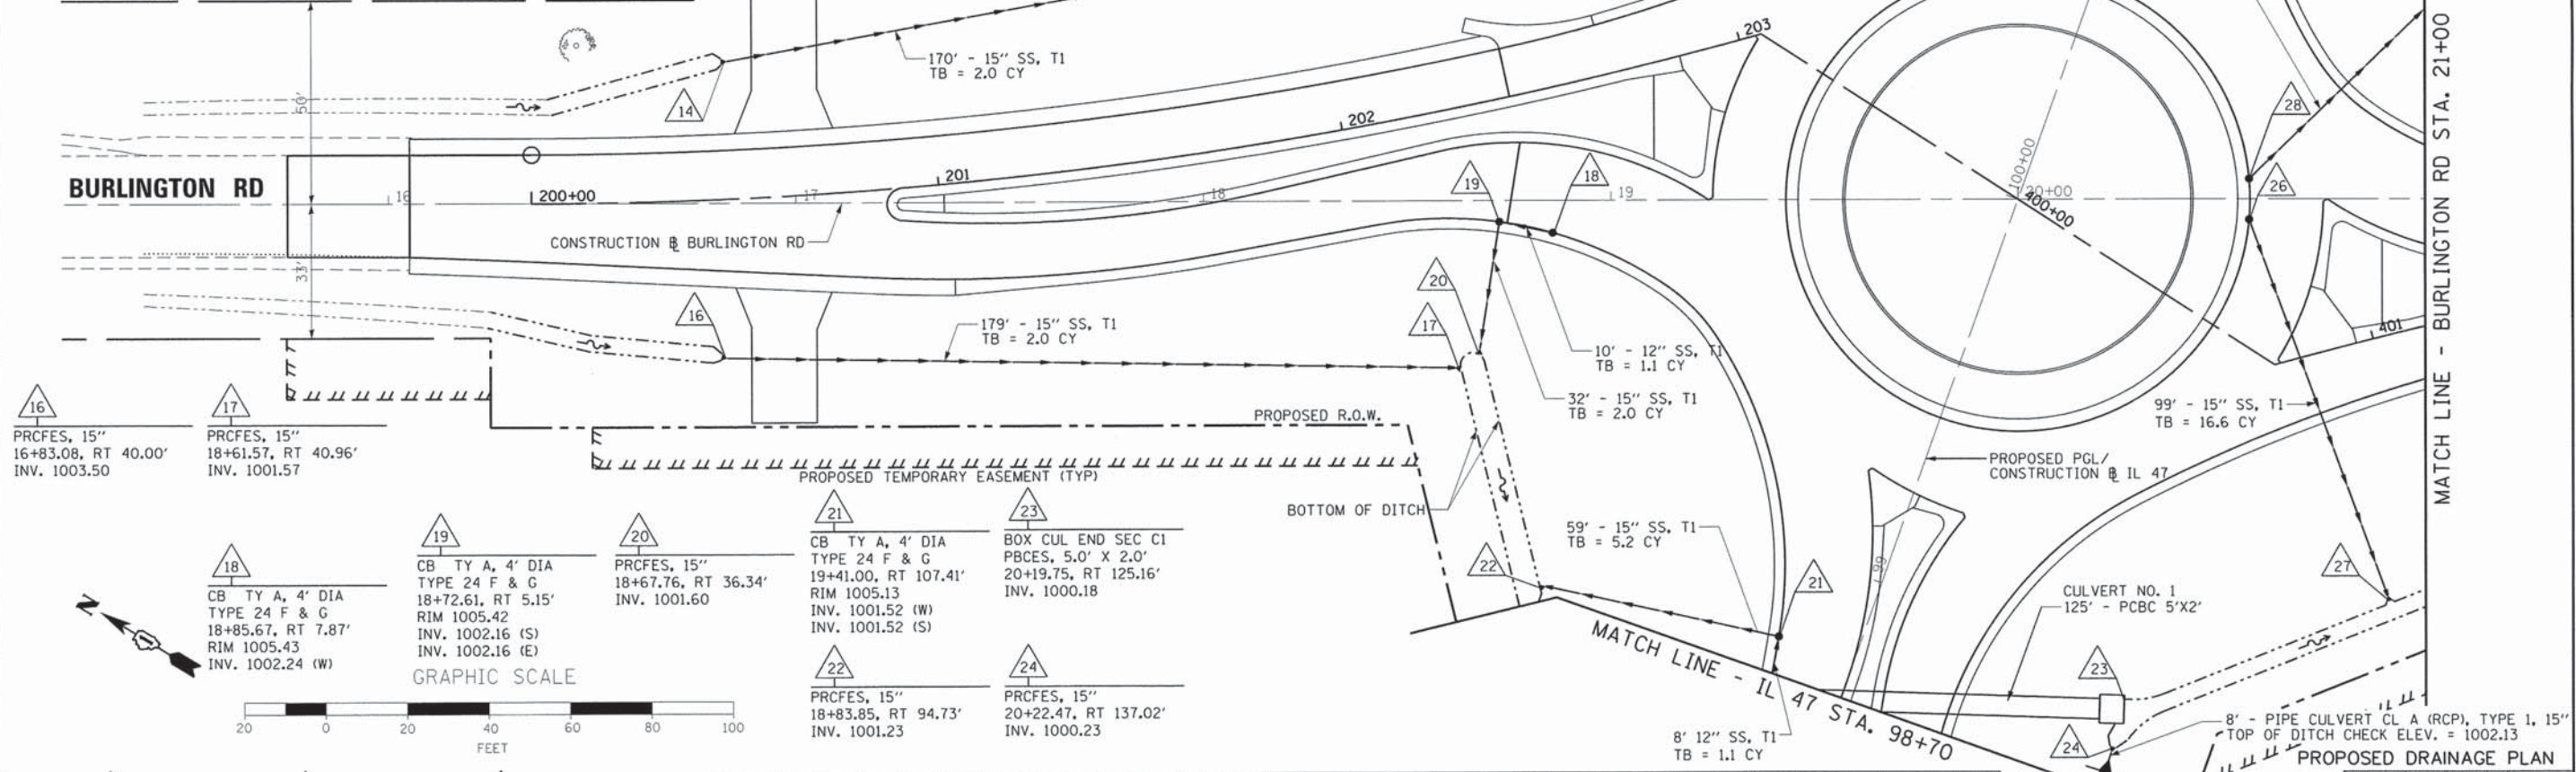 170' - 15" SS, T1
TB = 2.0 CY
14
50'
203
202
201
BURLINGTON RD
16
200+00
17
18
19
CONSTRUCTION ℄ BURLINGTON RD
33'
19
18
20
17
16
179' - 15" SS, T1
TB = 2.0 CY
10' - 12" SS, T1
TB = 1.1 CY
32' - 15" SS, T1
TB = 2.0 CY
100+00
20+00
400+00
28
26
401
99' - 15" SS, T1
TB = 16.6 CY
MATCH LINE - BURLINGTON RD STA. 21+00
PROPOSED R.O.W.
PROPOSED TEMPORARY EASEMENT (TYP)
PROPOSED PGL/
CONSTRUCTION ℄ IL 47
BOTTOM OF DITCH
59' - 15" SS, T1
TB = 5.2 CY
99
22
21
27
CULVERT NO. 1
125' - PCBC 5'X2'
23
24
MATCH LINE - IL 47 STA. 98+70
8' 12" SS, T1
TB = 1.1 CY
8' - PIPE CULVERT CL A (RCP), TYPE 1, 15"
TOP OF DITCH CHECK ELEV. = 1002.13
PROPOSED DRAINAGE PLAN
16
PRCFES, 15"
16+83.08, RT 40.00'
INV. 1003.50
17
PRCFES, 15"
18+61.57, RT 40.96'
INV. 1001.57
18
CB TY A, 4' DIA
TYPE 24 F & G
18+85.67, RT 7.87'
RIM 1005.43
INV. 1002.24 (W)
19
CB TY A, 4' DIA
TYPE 24 F & G
18+72.61, RT 5.15'
RIM 1005.42
INV. 1002.16 (S)
INV. 1002.16 (E)
20
PRCFES, 15"
18+67.76, RT 36.34'
INV. 1001.60
21
CB TY A, 4' DIA
TYPE 24 F & G
19+41.00, RT 107.41'
RIM 1005.13
INV. 1001.52 (W)
INV. 1001.52 (S)
22
PRCFES, 15"
18+83.85, RT 94.73'
INV. 1001.23
23
BOX CUL END SEC C1
PBCES, 5.0' X 2.0'
20+19.75, RT 125.16'
INV. 1000.18
24
PRCFES, 15"
20+22.47, RT 137.02'
INV. 1000.23
N
GRAPHIC SCALE
20 0 20 40 60 80 100
FEET